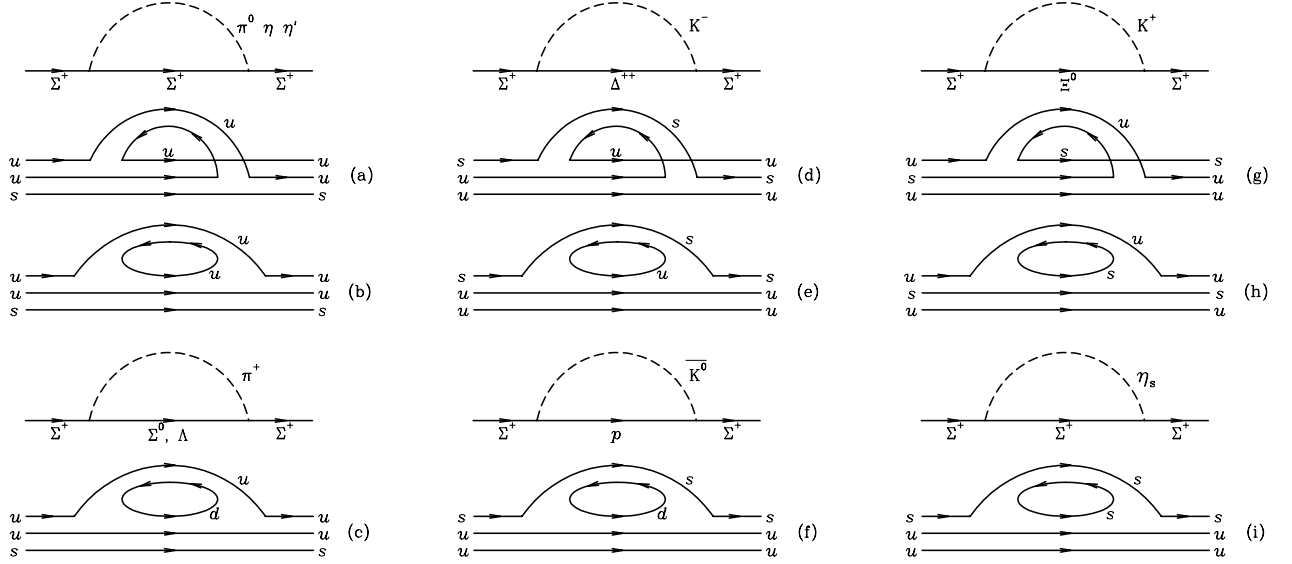 π⁰ η η′
Σ⁺ Σ⁺ Σ⁺
u
u u u
u u (a)
s s
u
u u u
u u (b)
s s
π⁺
Σ⁺ Σ⁰, Λ Σ⁺
u
u d u
u u (c)
s s
K⁻
Σ⁺ Δ⁺⁺ Σ⁺
s
s u u
u s (d)
u u
s
s u s
u u (e)
u u
K̅⁰
Σ⁺ p Σ⁺
s
s d s
u u (f)
u u
K⁺
Σ⁺ Ξ⁰ Σ⁺
u
u s s
s u (g)
u u
u
u s u
s s (h)
u u
ηₛ
Σ⁺ Σ⁺ Σ⁺
s
s s s
u u (i)
u u